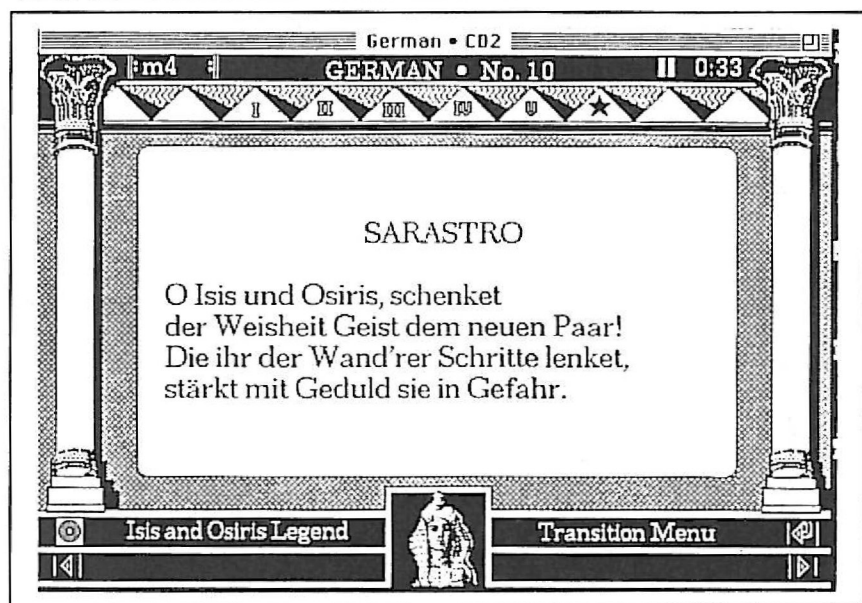 German • CD2
m4 GERMAN • No. 10 0:33
I II III IV V
SARASTRO
O Isis und Osiris, schenket
der Weisheit Geist dem neuen Paar!
Die ihr der Wand'rer Schritte lenket,
stärkt mit Geduld sie in Gefahr.
Isis and Osiris Legend Transition Menu